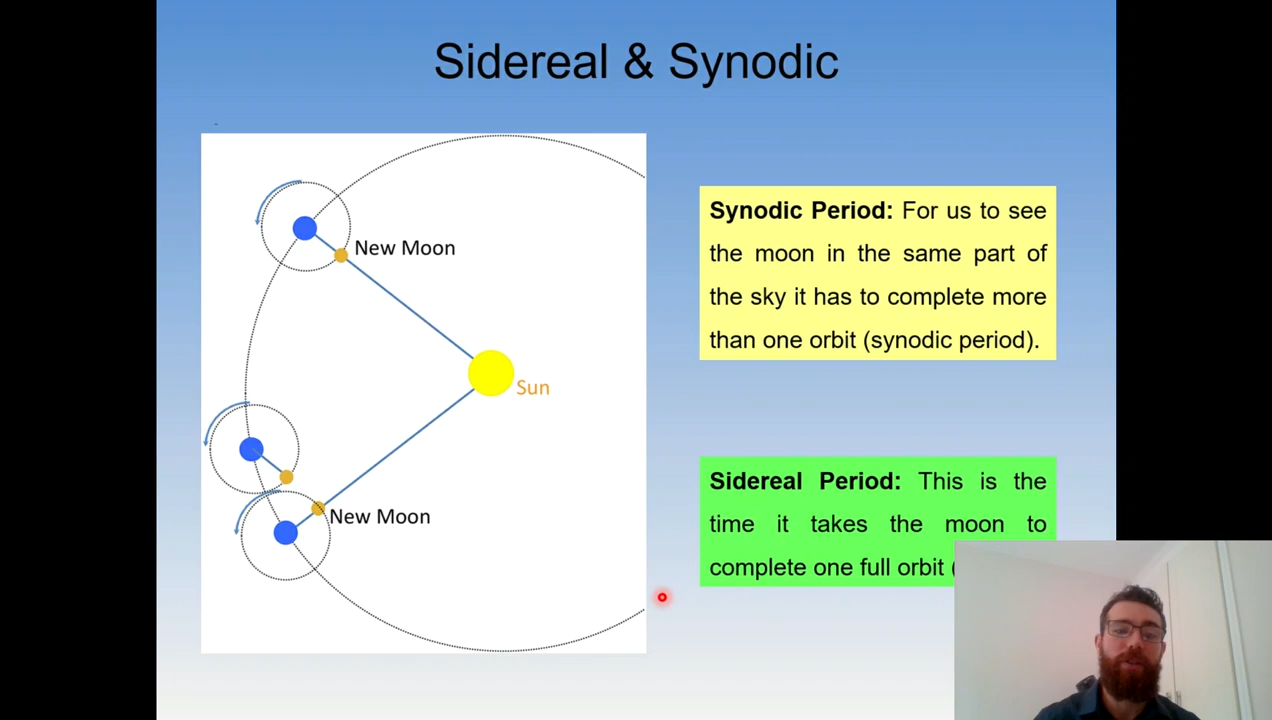 Sidereal & Synodic
New Moon
Sun
New Moon
Synodic Period: For us to see
the moon in the same part of
the sky it has to complete more
than one orbit (synodic period).
Sidereal Period: This is the
time it takes the moon to
complete one full orbit (